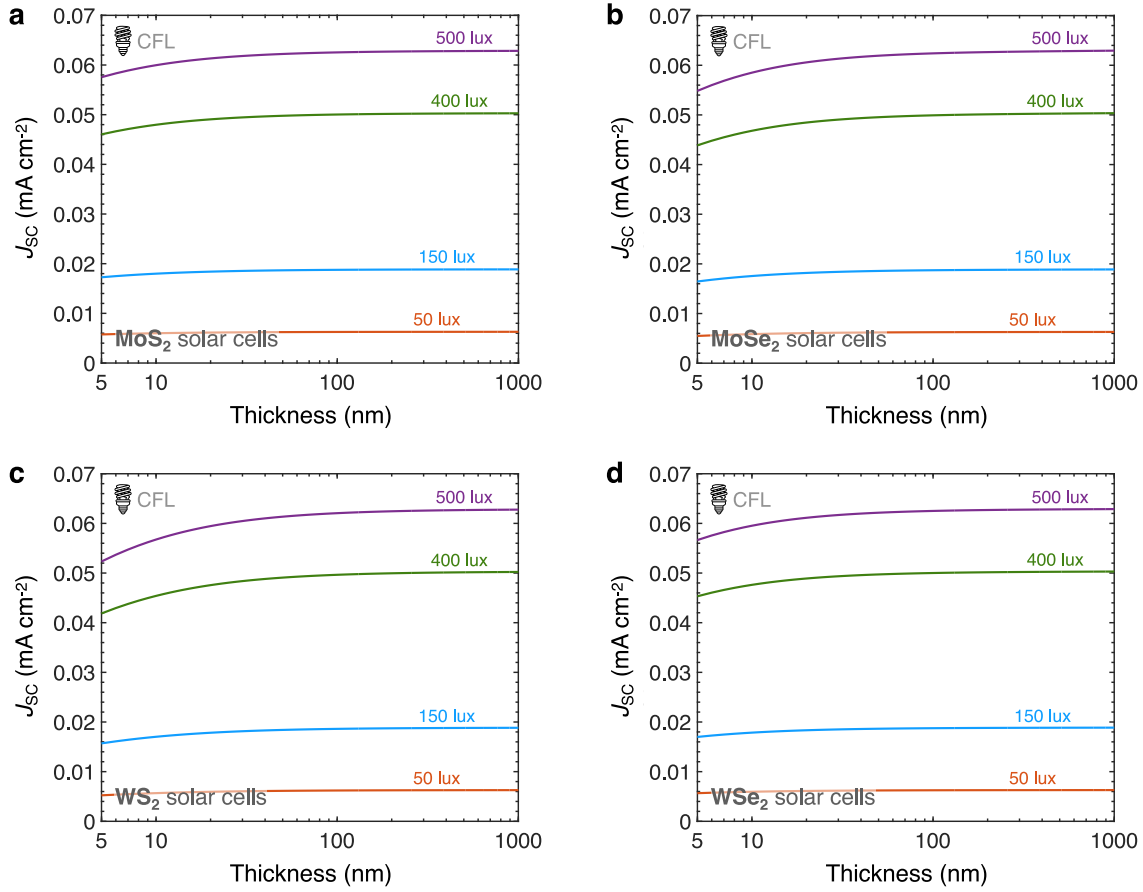 a
CFL
500 lux
400 lux
150 lux
50 lux
MoS₂ solar cells
J_SC (mA cm⁻²)
0.07
0.06
0.05
0.04
0.03
0.02
0.01
0
5 10 100 1000
Thickness (nm)
b
CFL
500 lux
400 lux
150 lux
50 lux
MoSe₂ solar cells
J_SC (mA cm⁻²)
0.07
0.06
0.05
0.04
0.03
0.02
0.01
0
5 10 100 1000
Thickness (nm)
c
CFL
500 lux
400 lux
150 lux
50 lux
WS₂ solar cells
J_SC (mA cm⁻²)
0.07
0.06
0.05
0.04
0.03
0.02
0.01
0
5 10 100 1000
Thickness (nm)
d
CFL
500 lux
400 lux
150 lux
50 lux
WSe₂ solar cells
J_SC (mA cm⁻²)
0.07
0.06
0.05
0.04
0.03
0.02
0.01
0
5 10 100 1000
Thickness (nm)